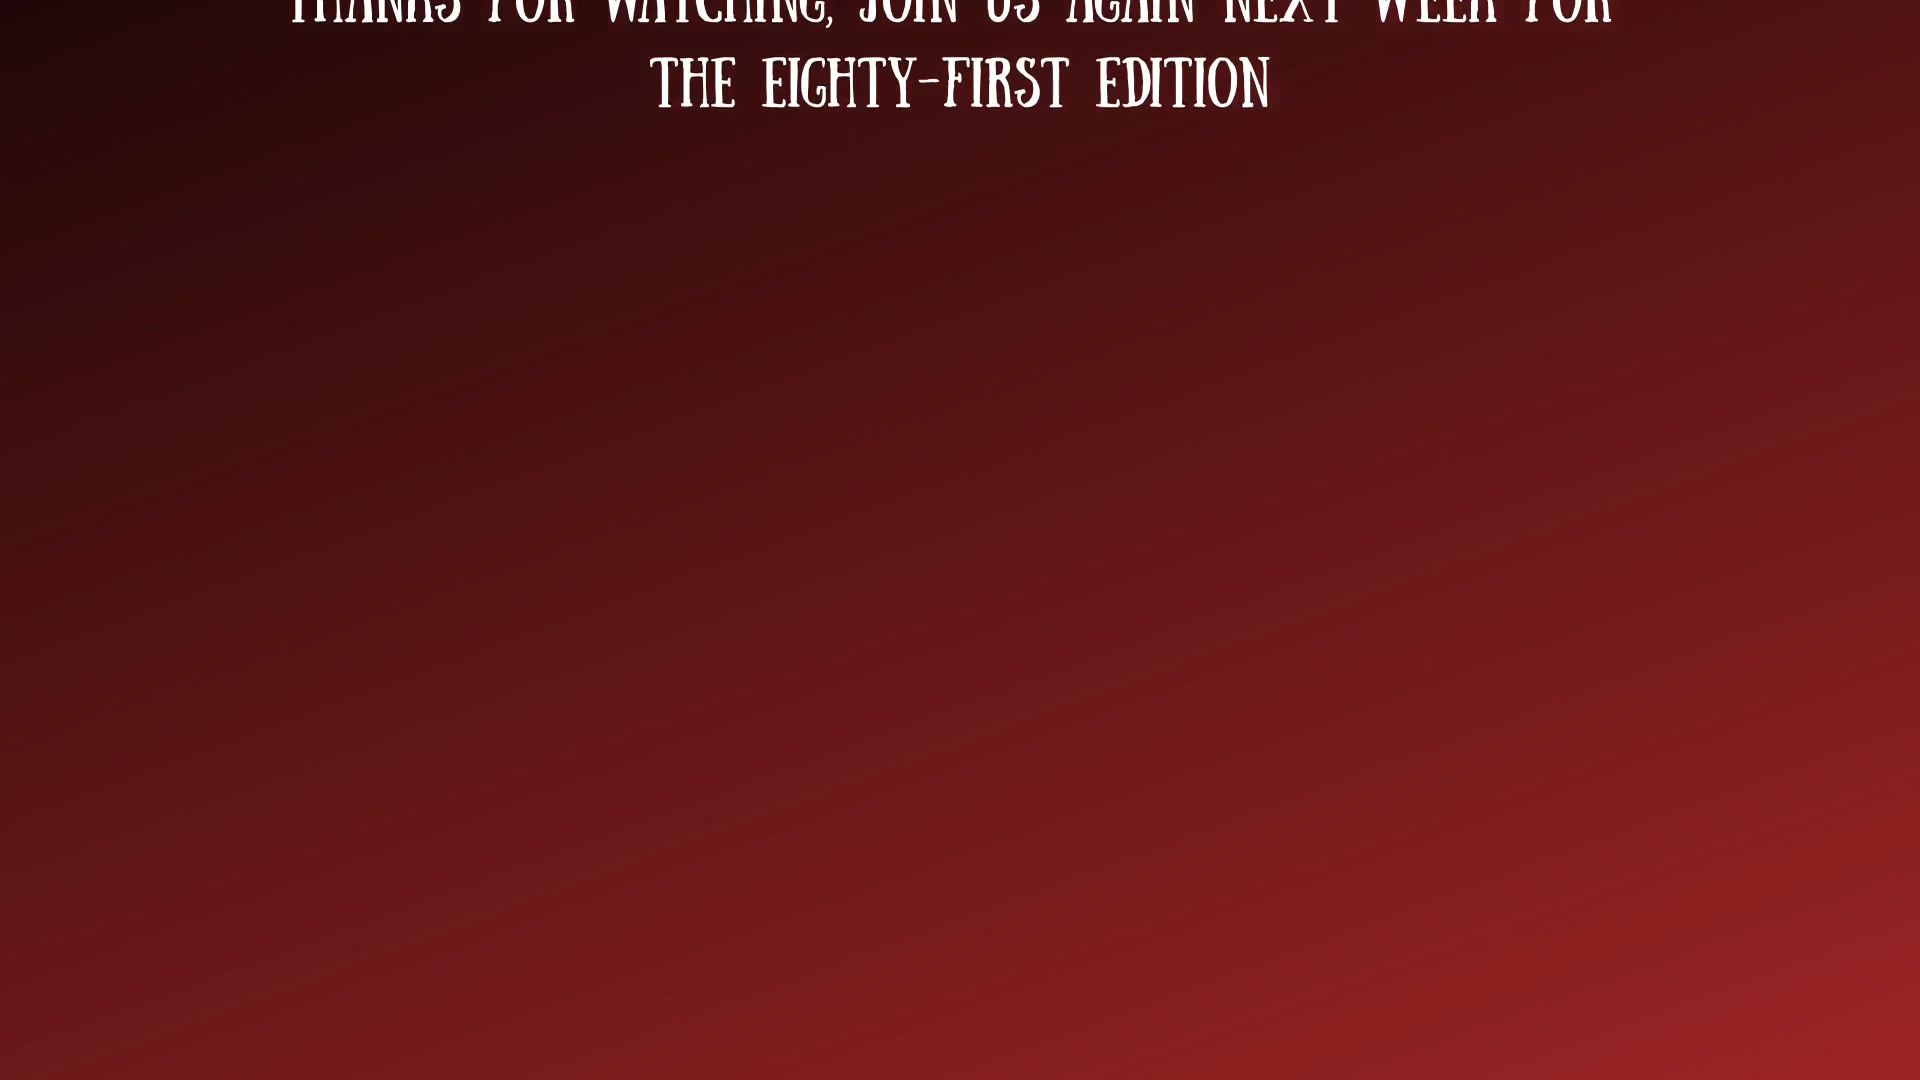 THANKS FOR WATCHING, JOIN US AGAIN NEXT WEEK FOR
THE EIGHTY-FIRST EDITION